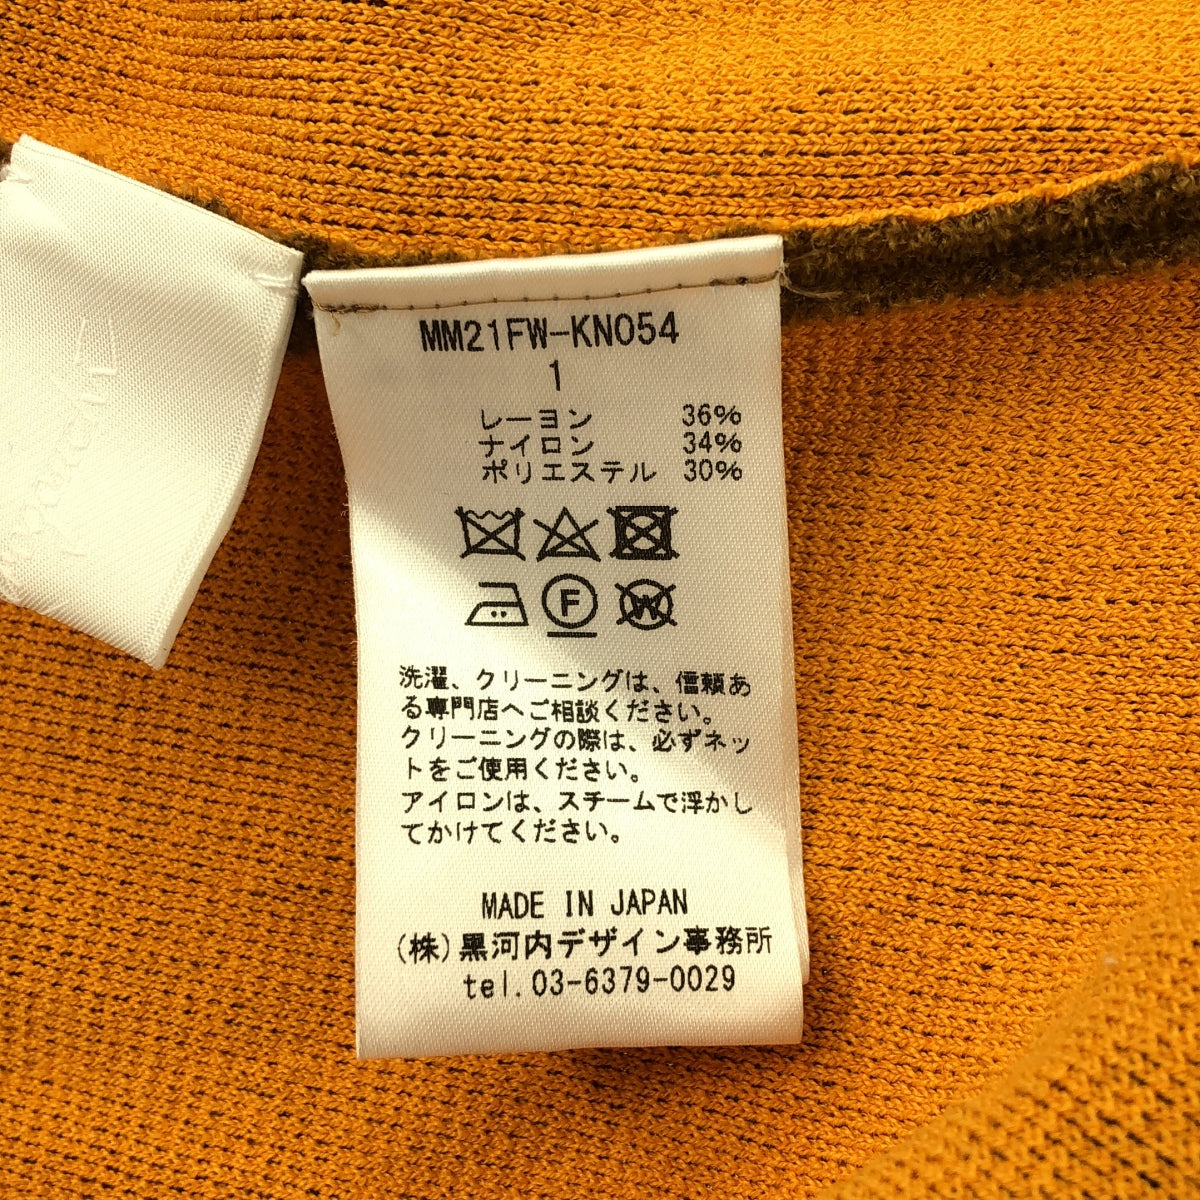 MM21FW-KN054
1
レーヨン 36%
ナイロン 34%
ポリエステル 30%
F
W
洗濯、クリーニングは、信頼あ
る専門店へご相談ください。
クリーニングの際は、必ずネッ
トをご使用ください。
アイロンは、スチームで浮かし
てかけてください。
MADE IN JAPAN
(株)黒河内デザイン事務所
tel.03-6379-0029